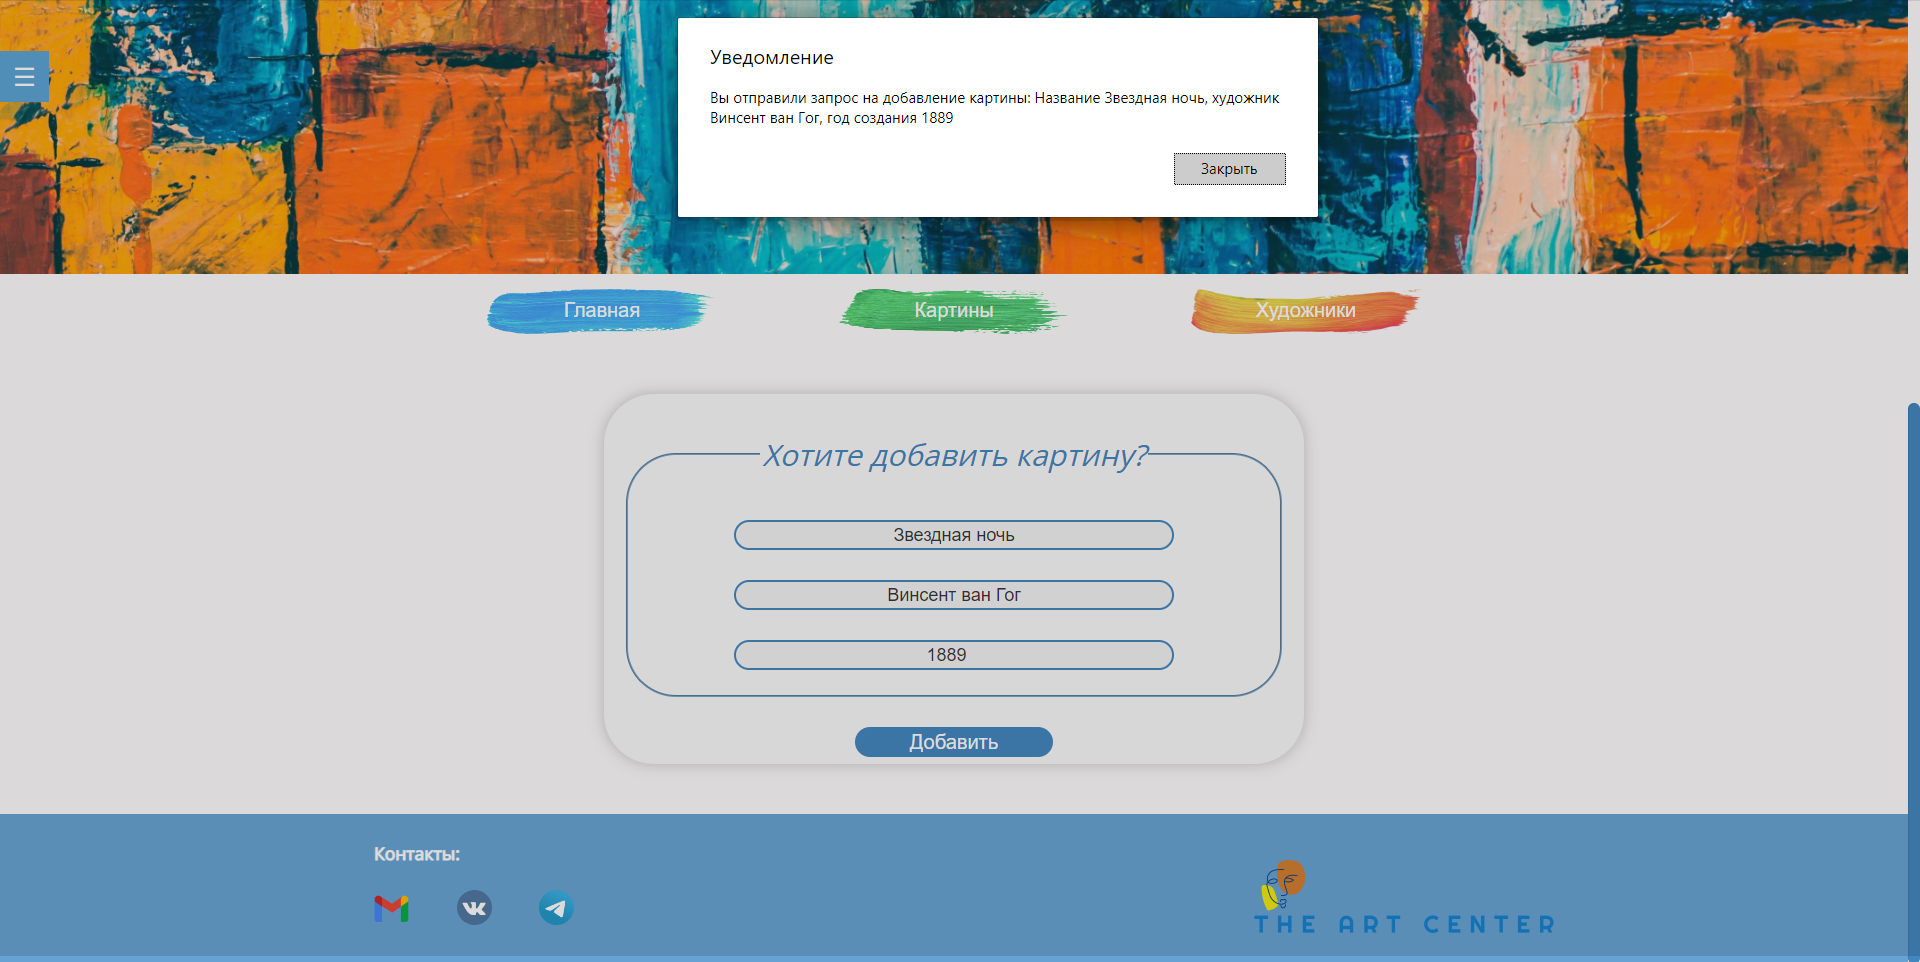 Уведомление
Вы отправили запрос на добавление картины: Название Звездная ночь, художник
Винсент ван Гог, год создания 1889
Закрыть
Главная
Картины
Художники
Хотите добавить картину?
Звездная ночь
Винсент ван Гог
1889
Добавить
Контакты:
THE ART CENTER